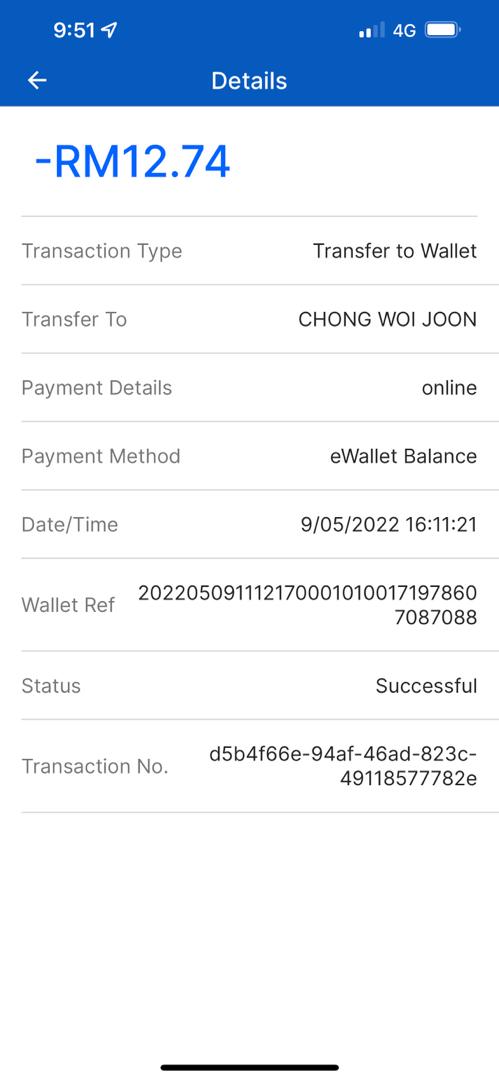 9:51
4G
Details
-RM12.74
Transaction Type Transfer to Wallet
Transfer To CHONG WOI JOON
Payment Details online
Payment Method eWallet Balance
Date/Time 9/05/2022 16:11:21
Wallet Ref 202205091112170001010017197860
7087088
Status Successful
Transaction No. d5b4f66e-94af-46ad-823c-
49118577782e